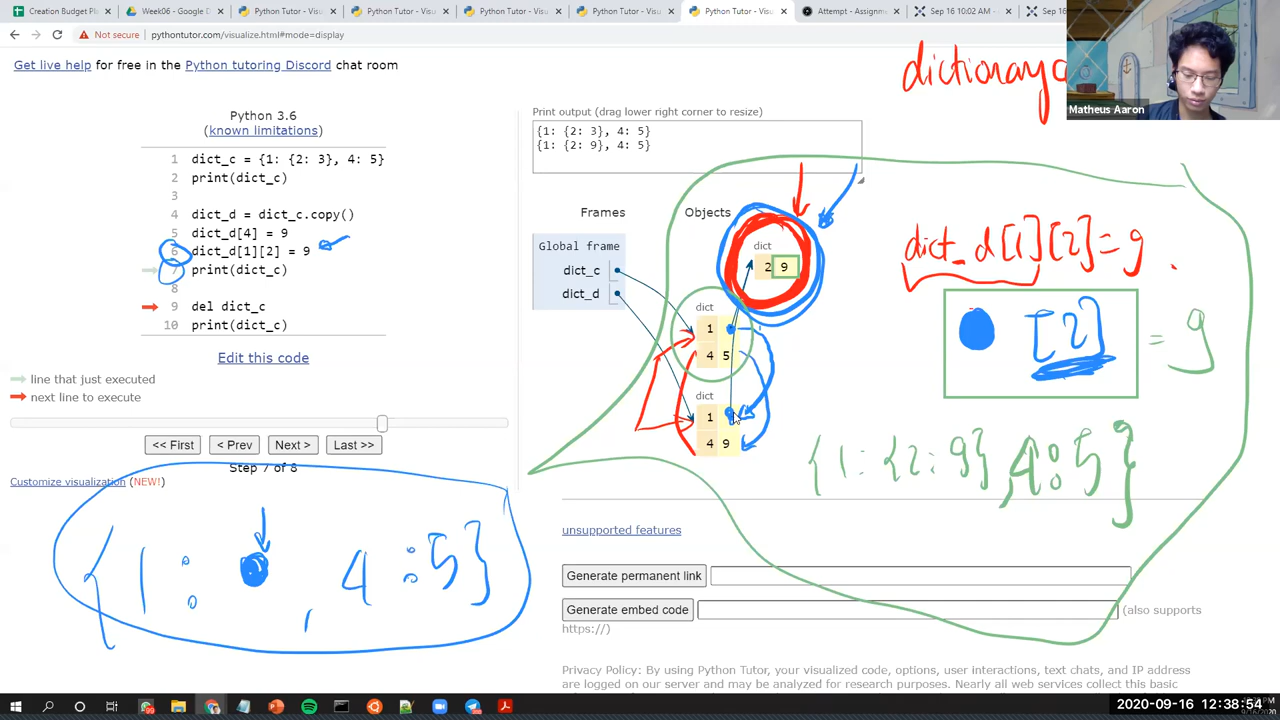 Creation Budget Pl
Week06 - Google D
Python Tutor - Visuali
Python Tutor - Visuali
Python Tutor - Visuali
Python Tutor - Visuali
Python Tutor - Visuali
Attempt - Assignme
Sep 16 10:02 AM - W
Sep 16
Not secure | pythontutor.com/visualize.html#mode=display
Get live help for free in the Python tutoring Discord chat room
dictionary
Matheus Aaron
Python 3.6
(known limitations)
1 dict_c = {1: {2: 3}, 4: 5}
2 print(dict_c)
3
4 dict_d = dict_c.copy()
5 dict_d[4] = 9
6 dict_d[1][2] = 9
7 print(dict_c)
8
9 del dict_c
10 print(dict_c)
Edit this code
line that just executed
next line to execute
<< First
< Prev
Next >
Last >>
Step 7 of 8
Customize visualization (NEW!)
{1: , 4:5}
Print output (drag lower right corner to resize)
{1: {2: 3}, 4: 5}
{1: {2: 9}, 4: 5}
Frames
Objects
Global frame
dict_c
dict_d
dict
2 9
dict
1
4 5
dict
1
4 9
dict_d[1][2]=9
[2] = 9
{1:{2:9},4:5}
unsupported features
Generate permanent link
Generate embed code
(also supports
https://)
Privacy Policy: By using Python Tutor, your visualized code, options, user interactions, text chats, and IP address
are logged on our server and may be analyzed for research purposes. Nearly all web services collect this basic
2020-09-16 12:38:54